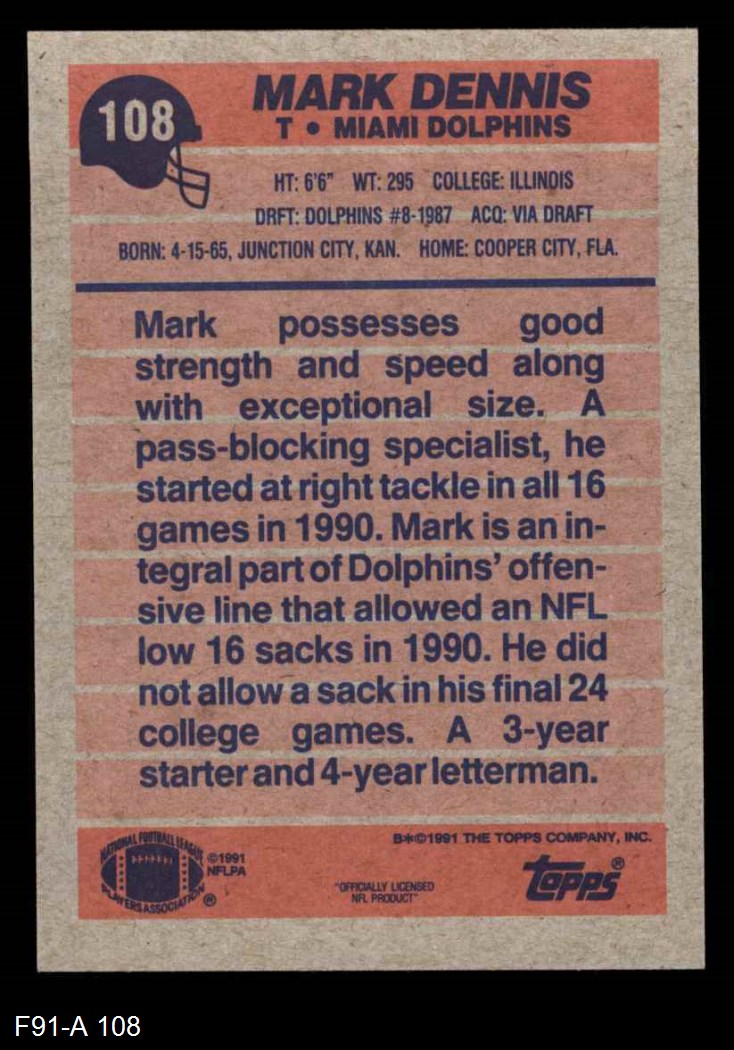 108
MARK DENNIS
T • MIAMI DOLPHINS
HT: 6'6" WT: 295 COLLEGE: ILLINOIS
DRFT: DOLPHINS #8-1987 ACQ: VIA DRAFT
BORN: 4-15-65, JUNCTION CITY, KAN. HOME: COOPER CITY, FLA.
Mark possesses good
strength and speed along
with exceptional size. A
pass-blocking specialist, he
started at right tackle in all 16
games in 1990. Mark is an in-
tegral part of Dolphins' offen-
sive line that allowed an NFL
low 16 sacks in 1990. He did
not allow a sack in his final 24
college games. A 3-year
starter and 4-year letterman.
B*©1991 THE TOPPS COMPANY, INC.
NATIONAL FOOTBALL LEAGUE
PLAYERS ASSOCIATION ®
©1991
NFLPA
"OFFICIALLY LICENSED
NFL PRODUCT"
topps®
F91-A 108